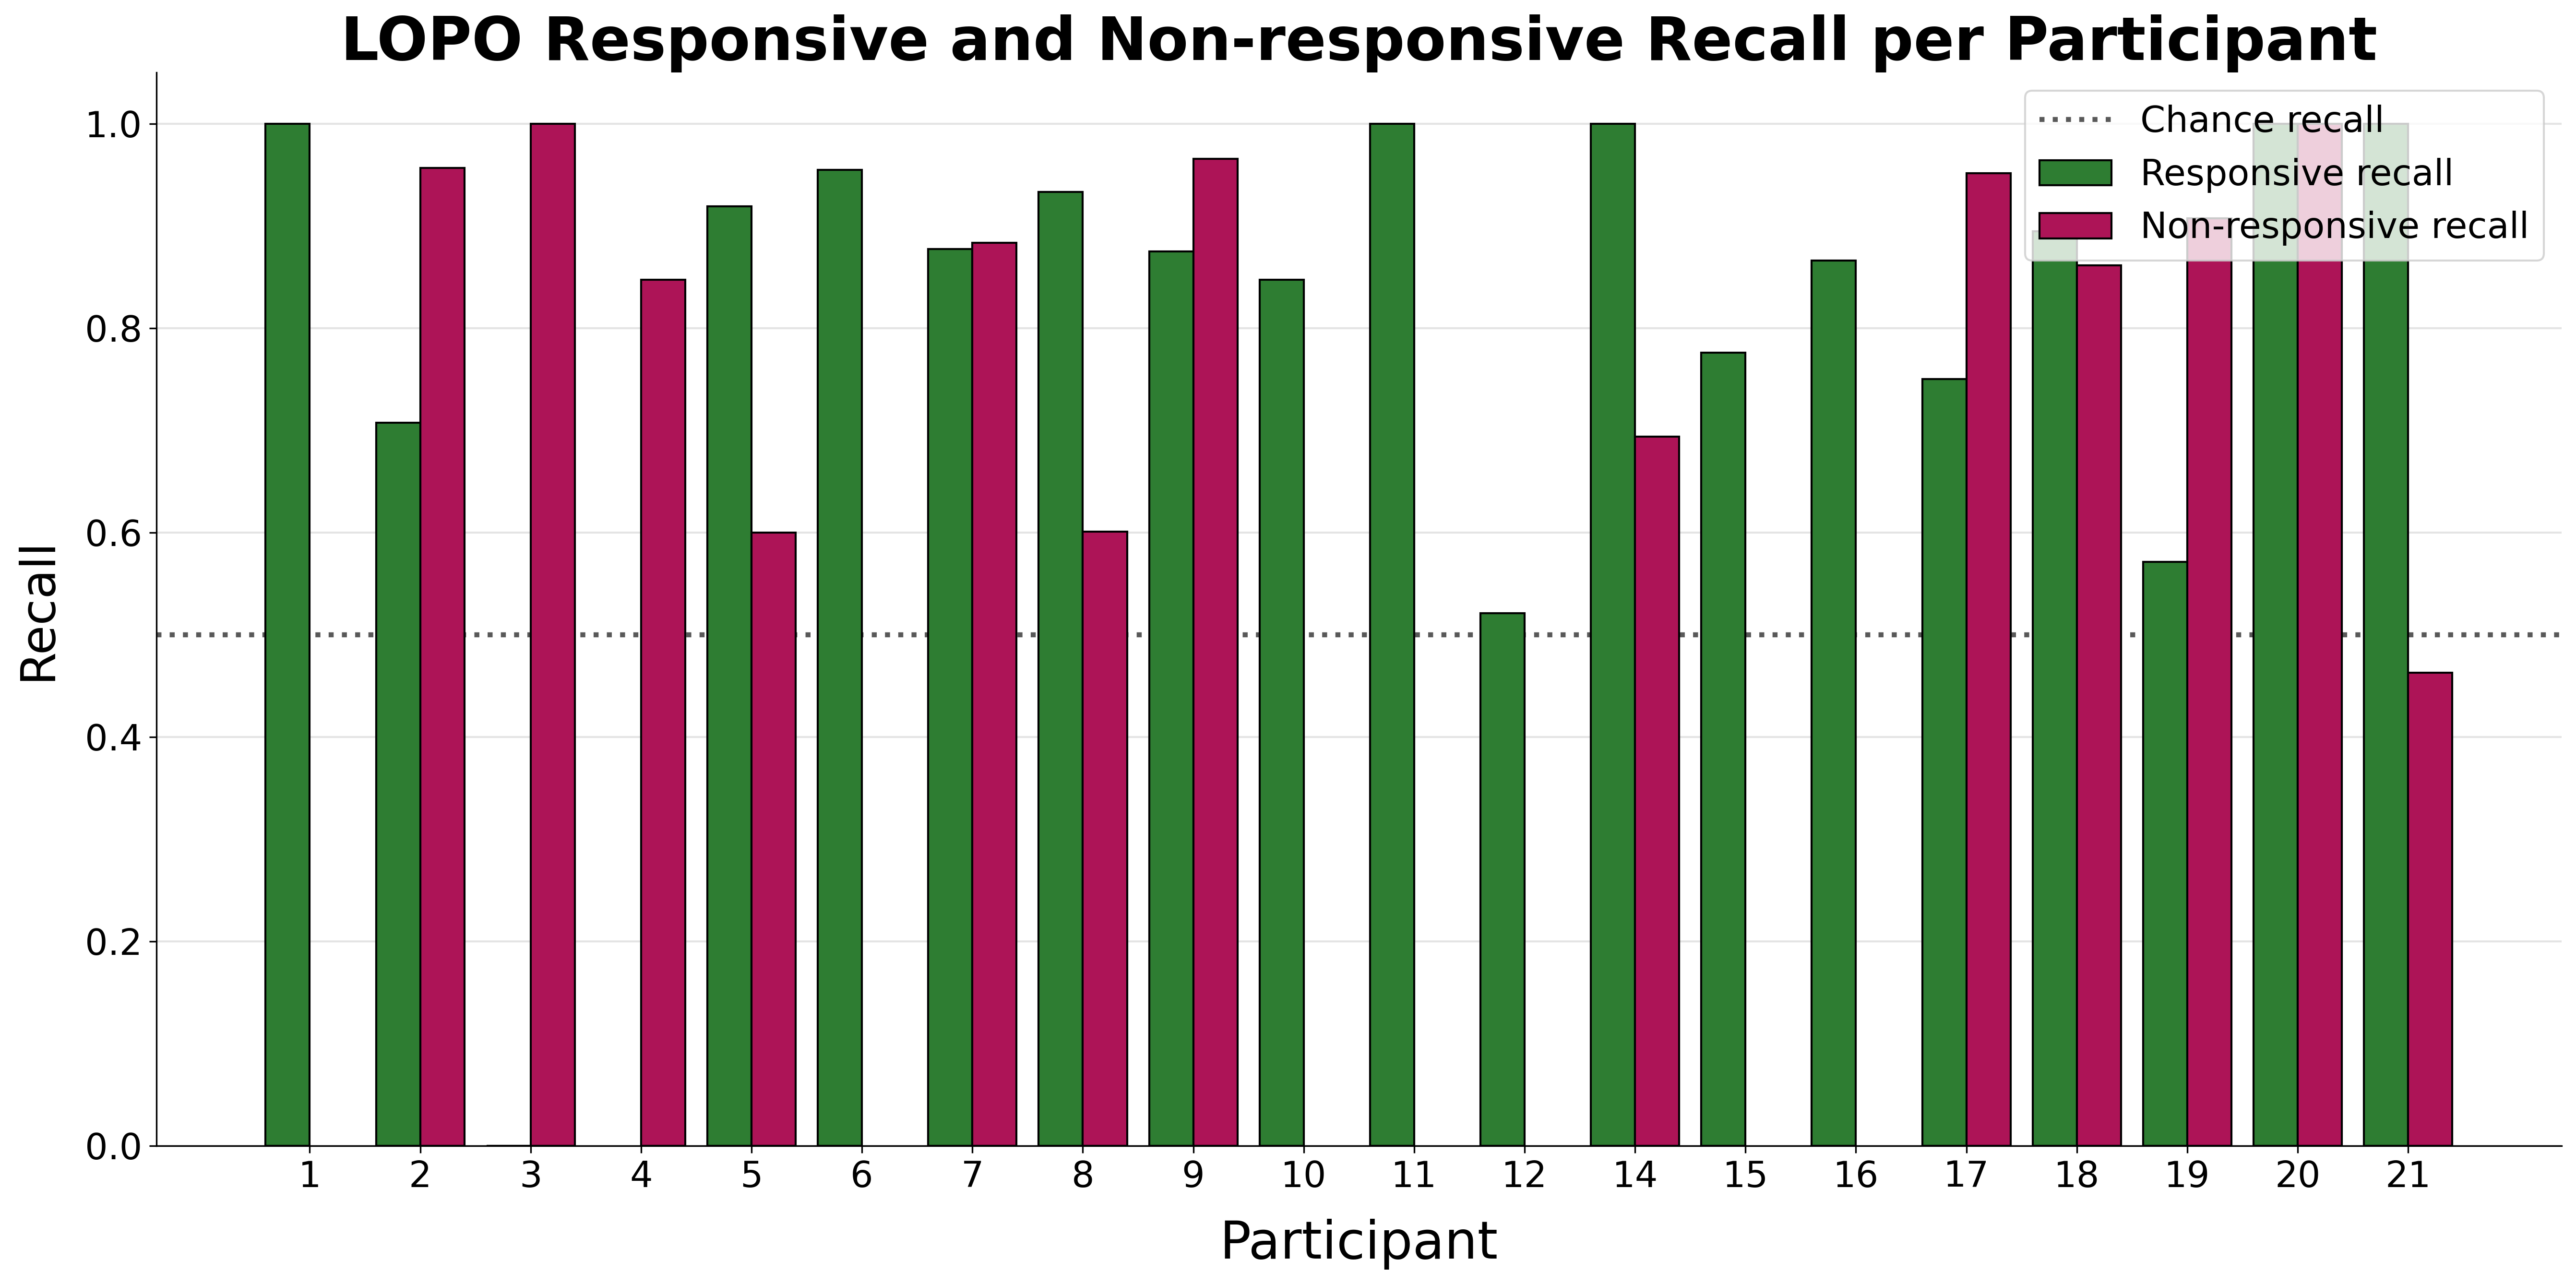 LOPO Responsive and Non-responsive Recall per Participant
Chance recall
Responsive recall
Non-responsive recall
1.0
0.8
0.6
0.4
0.2
0.0
Recall
1 2 3 4 5 6 7 8 9 10 11 12 14 15 16 17 18 19 20 21
Participant